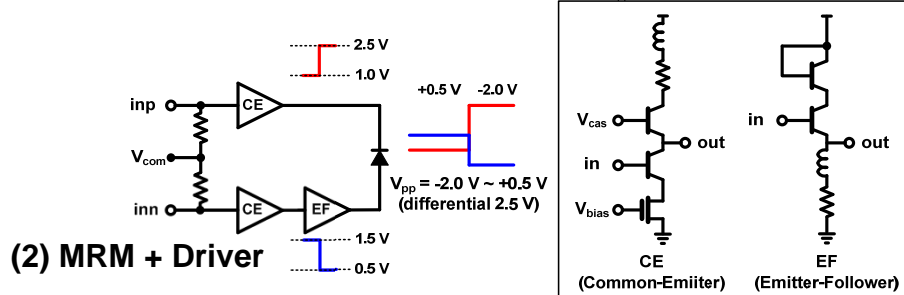 2.5 V
1.0 V
inp
CE
+0.5 V
-2.0 V
Vcom
Vpp = -2.0 V ~ +0.5 V
(differential 2.5 V)
inn
CE
EF
1.5 V
0.5 V
(2) MRM + Driver
Vcas
out
in
Vbias
CE
(Common-Emiiter)
in
out
EF
(Emitter-Follower)